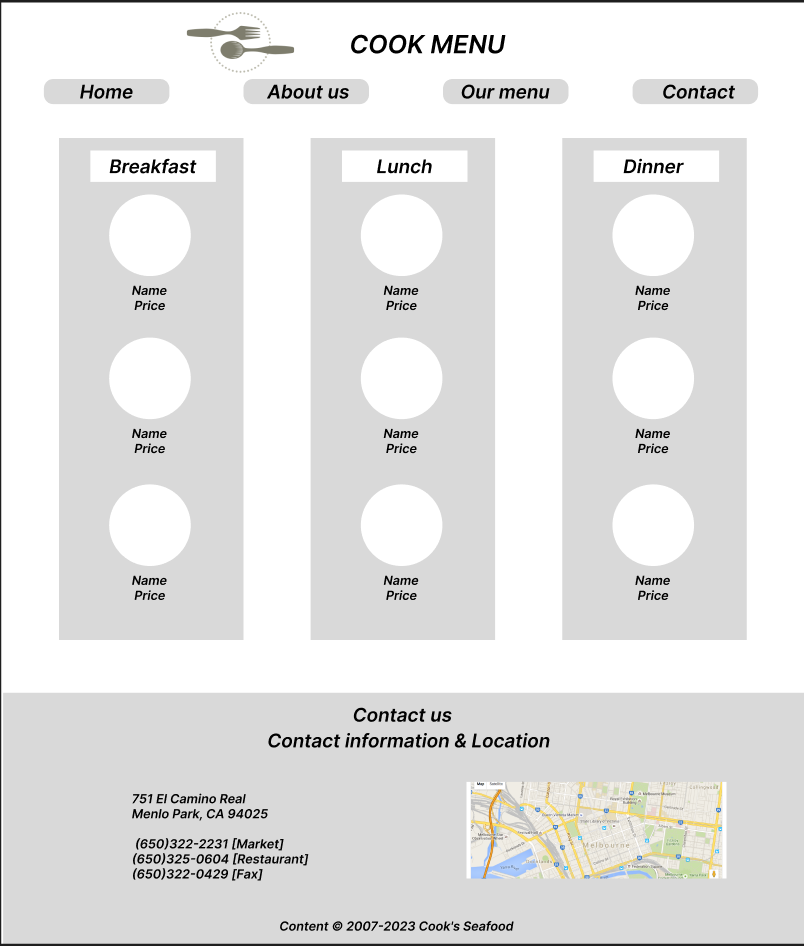 COOK MENU
Home
About us
Our menu
Contact
Breakfast
Lunch
Dinner
Name
Price
Name
Price
Name
Price
Name
Price
Name
Price
Name
Price
Name
Price
Name
Price
Name
Price
Contact us
Contact information & Location
751 El Camino Real
Menlo Park, CA 94025
(650)322-2231 [Market]
(650)325-0604 [Restaurant]
(650)322-0429 [Fax]
Map
Melbourne
Content © 2007-2023 Cook's Seafood